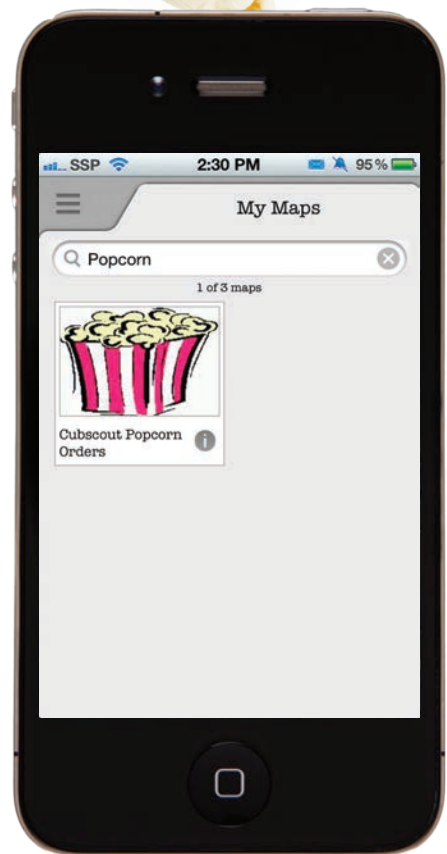 SSP 2:30 PM 95%
My Maps
Popcorn
1 of 3 maps
Cubscout Popcorn
Orders
i